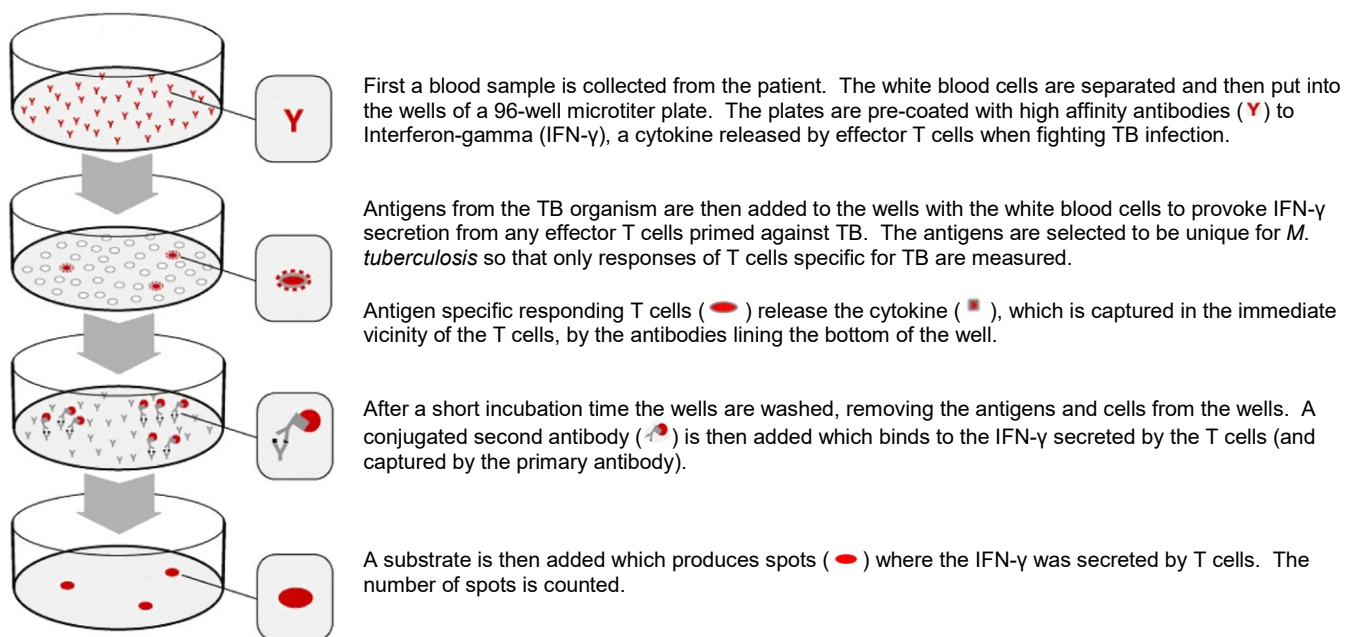 First a blood sample is collected from the patient.  The white blood cells are separated and then put into
the wells of a 96-well microtiter plate.  The plates are pre-coated with high affinity antibodies ( Y ) to
Interferon-gamma (IFN-γ), a cytokine released by effector T cells when fighting TB infection.
Antigens from the TB organism are then added to the wells with the white blood cells to provoke IFN-γ
secretion from any effector T cells primed against TB.  The antigens are selected to be unique for M.
tuberculosis so that only responses of T cells specific for TB are measured.
Antigen specific responding T cells ( ) release the cytokine ( ), which is captured in the immediate
vicinity of the T cells, by the antibodies lining the bottom of the well.
After a short incubation time the wells are washed, removing the antigens and cells from the wells.  A
conjugated second antibody ( ) is then added which binds to the IFN-γ secreted by the T cells (and
captured by the primary antibody).
A substrate is then added which produces spots ( ) where the IFN-γ was secreted by T cells.  The
number of spots is counted.